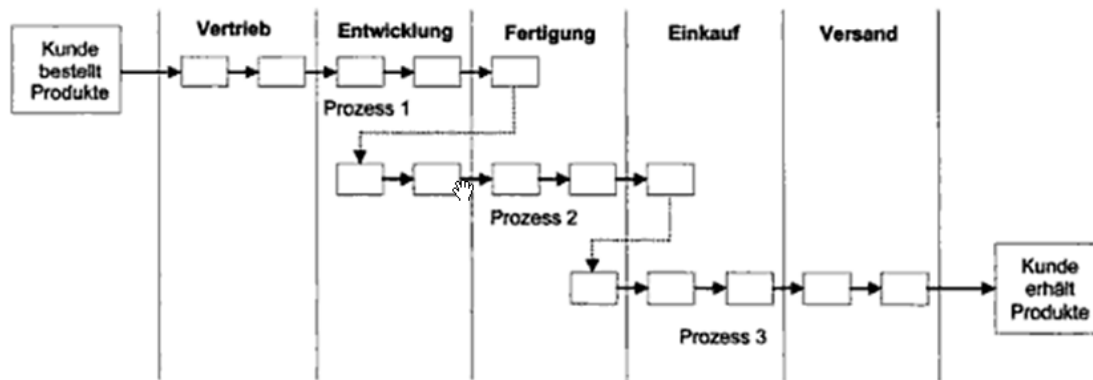 Vertrieb
Entwicklung
Fertigung
Einkauf
Versand
Kunde
bestellt
Produkte
Prozess 1
Prozess 2
Kunde
erhält
Produkte
Prozess 3